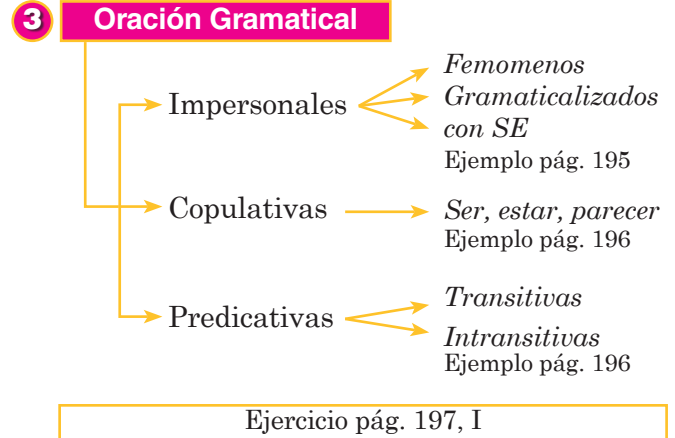 3 Oración Gramatical
Impersonales
Femomenos
Gramaticalizados
con SE
Ejemplo pág. 195
Copulativas
Ser, estar, parecer
Ejemplo pág. 196
Predicativas
Transitivas
Intransitivas
Ejemplo pág. 196
Ejercicio pág. 197, I